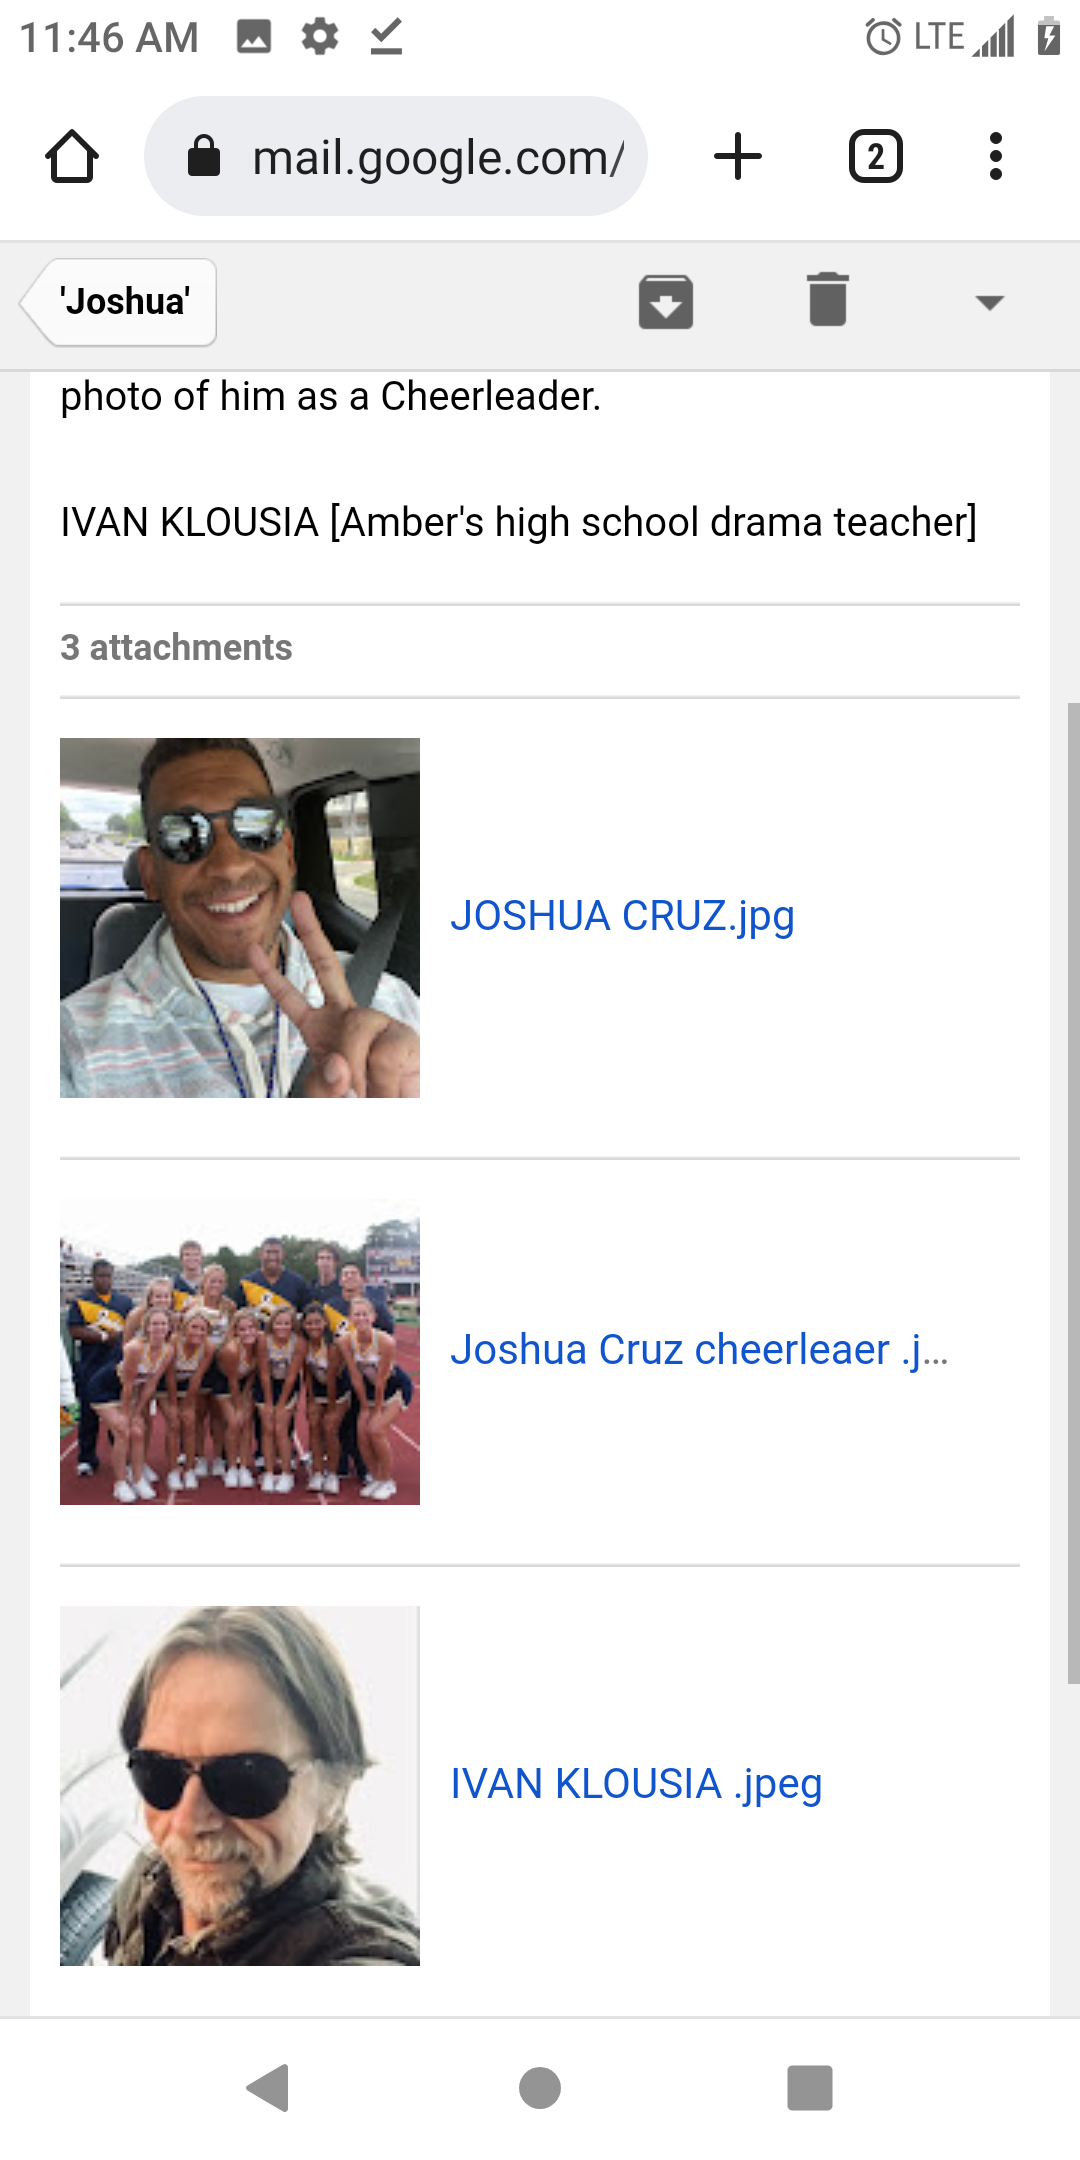 11:46 AM LTE
mail.google.com/
2
'Joshua'
photo of him as a Cheerleader.
IVAN KLOUSIA [Amber's high school drama teacher]
3 attachments
JOSHUA CRUZ.jpg
Joshua Cruz cheerleaer .j...
IVAN KLOUSIA .jpeg